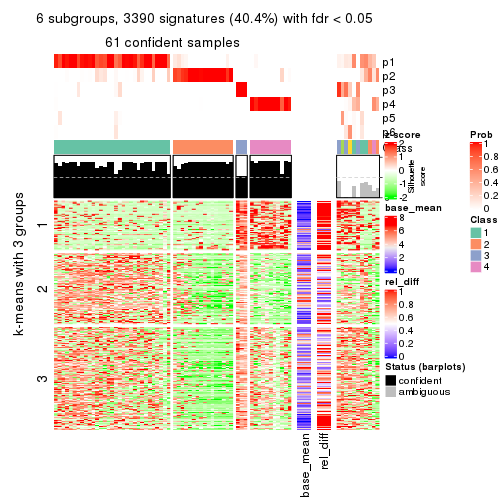 6 subgroups, 3390 signatures (40.4%) with fdr < 0.05
61 confident samples
p1
p2
p3
p4
p5
p6
Class
z-score
2
1
0
-1
-2
Silhouette
score
Prob
1
0.8
0.6
0.4
0.2
0
base_mean
8
6
4
2
0
Class
1
2
3
4
rel_diff
1
0.8
0.6
0.4
0.2
0
Status (barplots)
confident
ambiguous
k-means with 3 groups
1
2
3
base_mean
rel_diff